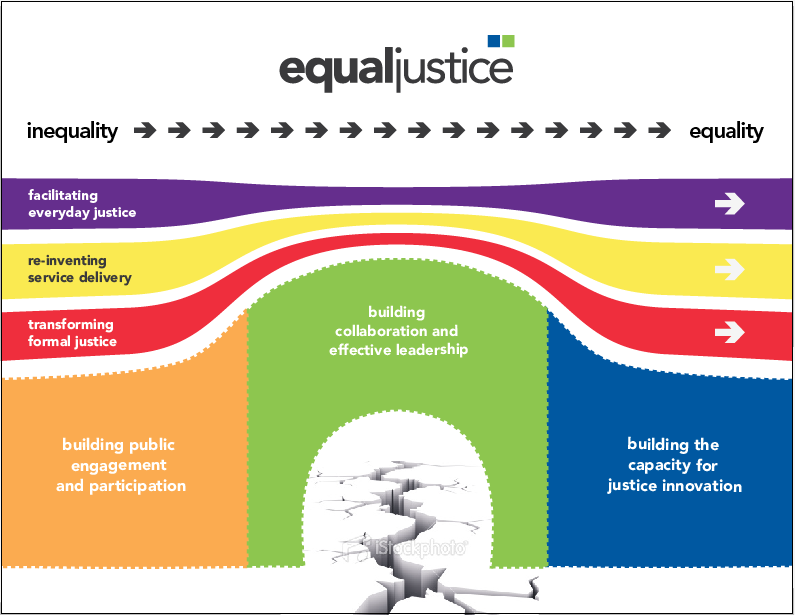 equaljustice
inequality
equality
facilitating
everyday justice
re-inventing
service delivery
transforming
formal justice
building
collaboration and
effective leadership
building public
engagement
and participation
building the
capacity for
justice innovation
iStockphoto